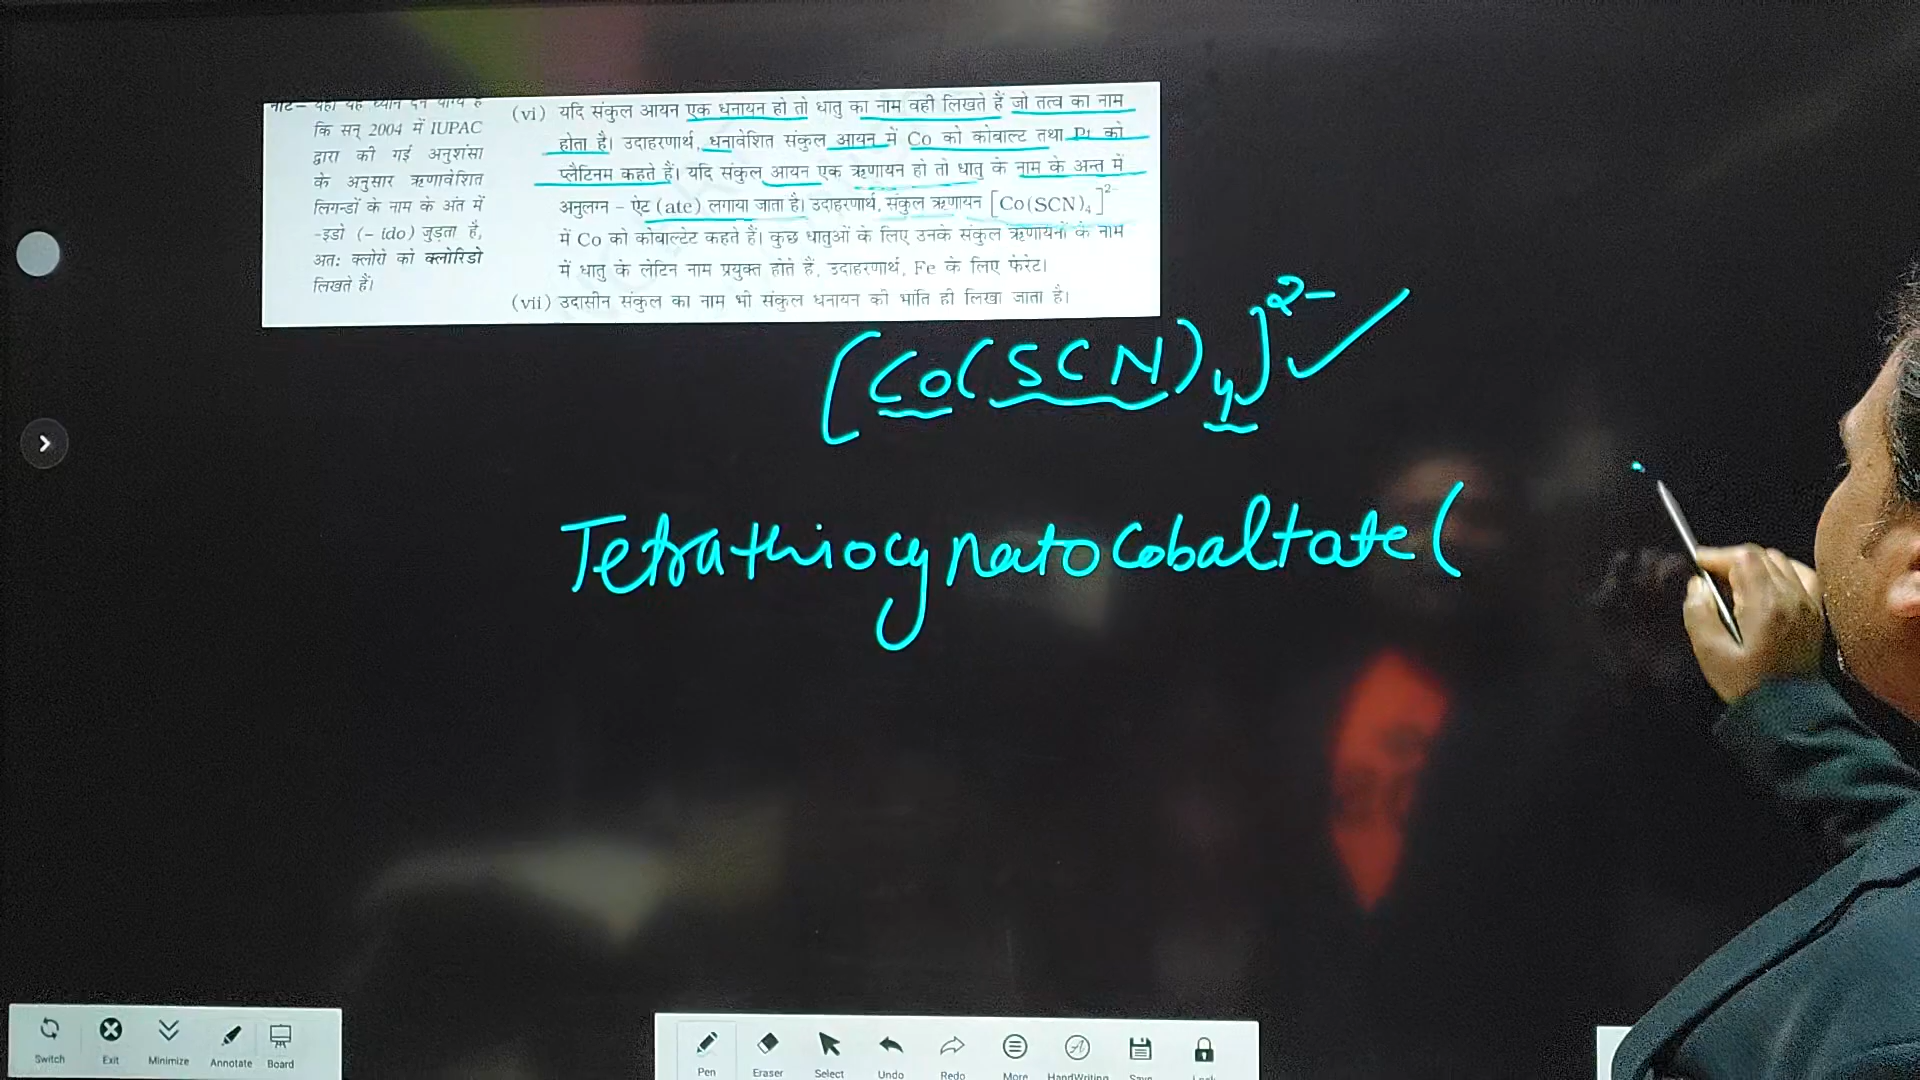 नोट– यहाँ यह ध्यान देने योग्य है
कि सन् 2004 में IUPAC
द्वारा की गई अनुशंसा
के अनुसार ऋणावेशित
लिगन्डों के नाम के अंत में
-इडो (– ido) जुड़ता है,
अत: क्लोरो को क्लोरिडो
लिखते हैं।
(vi) यदि संकुल आयन एक धनायन हो तो धातु का नाम वही लिखते हैं जो तत्व का नाम
होता है। उदाहरणार्थ, धनावेशित संकुल आयन में Co को कोबाल्ट तथा Pt को
प्लैटिनम कहते हैं। यदि संकुल आयन एक ऋणायन हो तो धातु के नाम के अन्त में
अनुलग्न – ऐट (ate) लगाया जाता है। उदाहरणार्थ, संकुल ऋणायन [Co(SCN)₄]²⁻
में Co को कोबाल्टेट कहते हैं। कुछ धातुओं के लिए उनके संकुल ऋणायनों के नाम
में धातु के लेटिन नाम प्रयुक्त होते हैं, उदाहरणार्थ, Fe के लिए फेरेट।
(vii) उदासीन संकुल का नाम भी संकुल धनायन की भांति ही लिखा जाता है।
[Co(SCN)₄]²⁻ ✓
Tetrathiocynatocobaltate (
Switch Exit Minimize Annotate Board
Pen Eraser Select Undo Redo More HandWriting Save